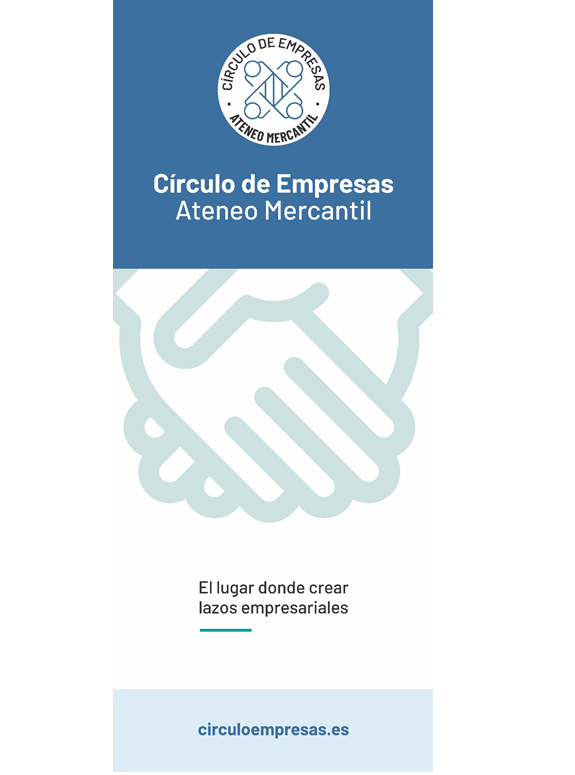 CÍRCULO DE EMPRESAS
• ATENEO MERCANTIL •
Círculo de Empresas
Ateneo Mercantil
El lugar donde crear
lazos empresariales
circuloempresas.es